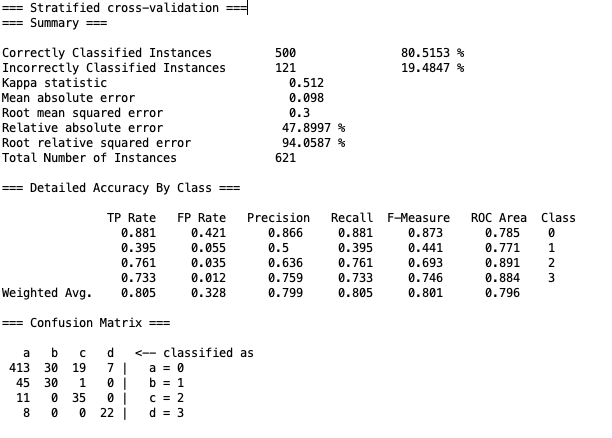 === Stratified cross-validation ===
=== Summary ===
Correctly Classified Instances 500 80.5153 %
Incorrectly Classified Instances 121 19.4847 %
Kappa statistic 0.512
Mean absolute error 0.098
Root mean squared error 0.3
Relative absolute error 47.8997 %
Root relative squared error 94.0587 %
Total Number of Instances 621
=== Detailed Accuracy By Class ===
TP Rate FP Rate Precision Recall F-Measure ROC Area Class
0.881 0.421 0.866 0.881 0.873 0.785 0
0.395 0.055 0.5 0.395 0.441 0.771 1
0.761 0.035 0.636 0.761 0.693 0.891 2
0.733 0.012 0.759 0.733 0.746 0.884 3
Weighted Avg. 0.805 0.328 0.799 0.805 0.801 0.796
=== Confusion Matrix ===
a b c d <-- classified as
413 30 19 7 | a = 0
45 30 1 0 | b = 1
11 0 35 0 | c = 2
8 0 0 22 | d = 3